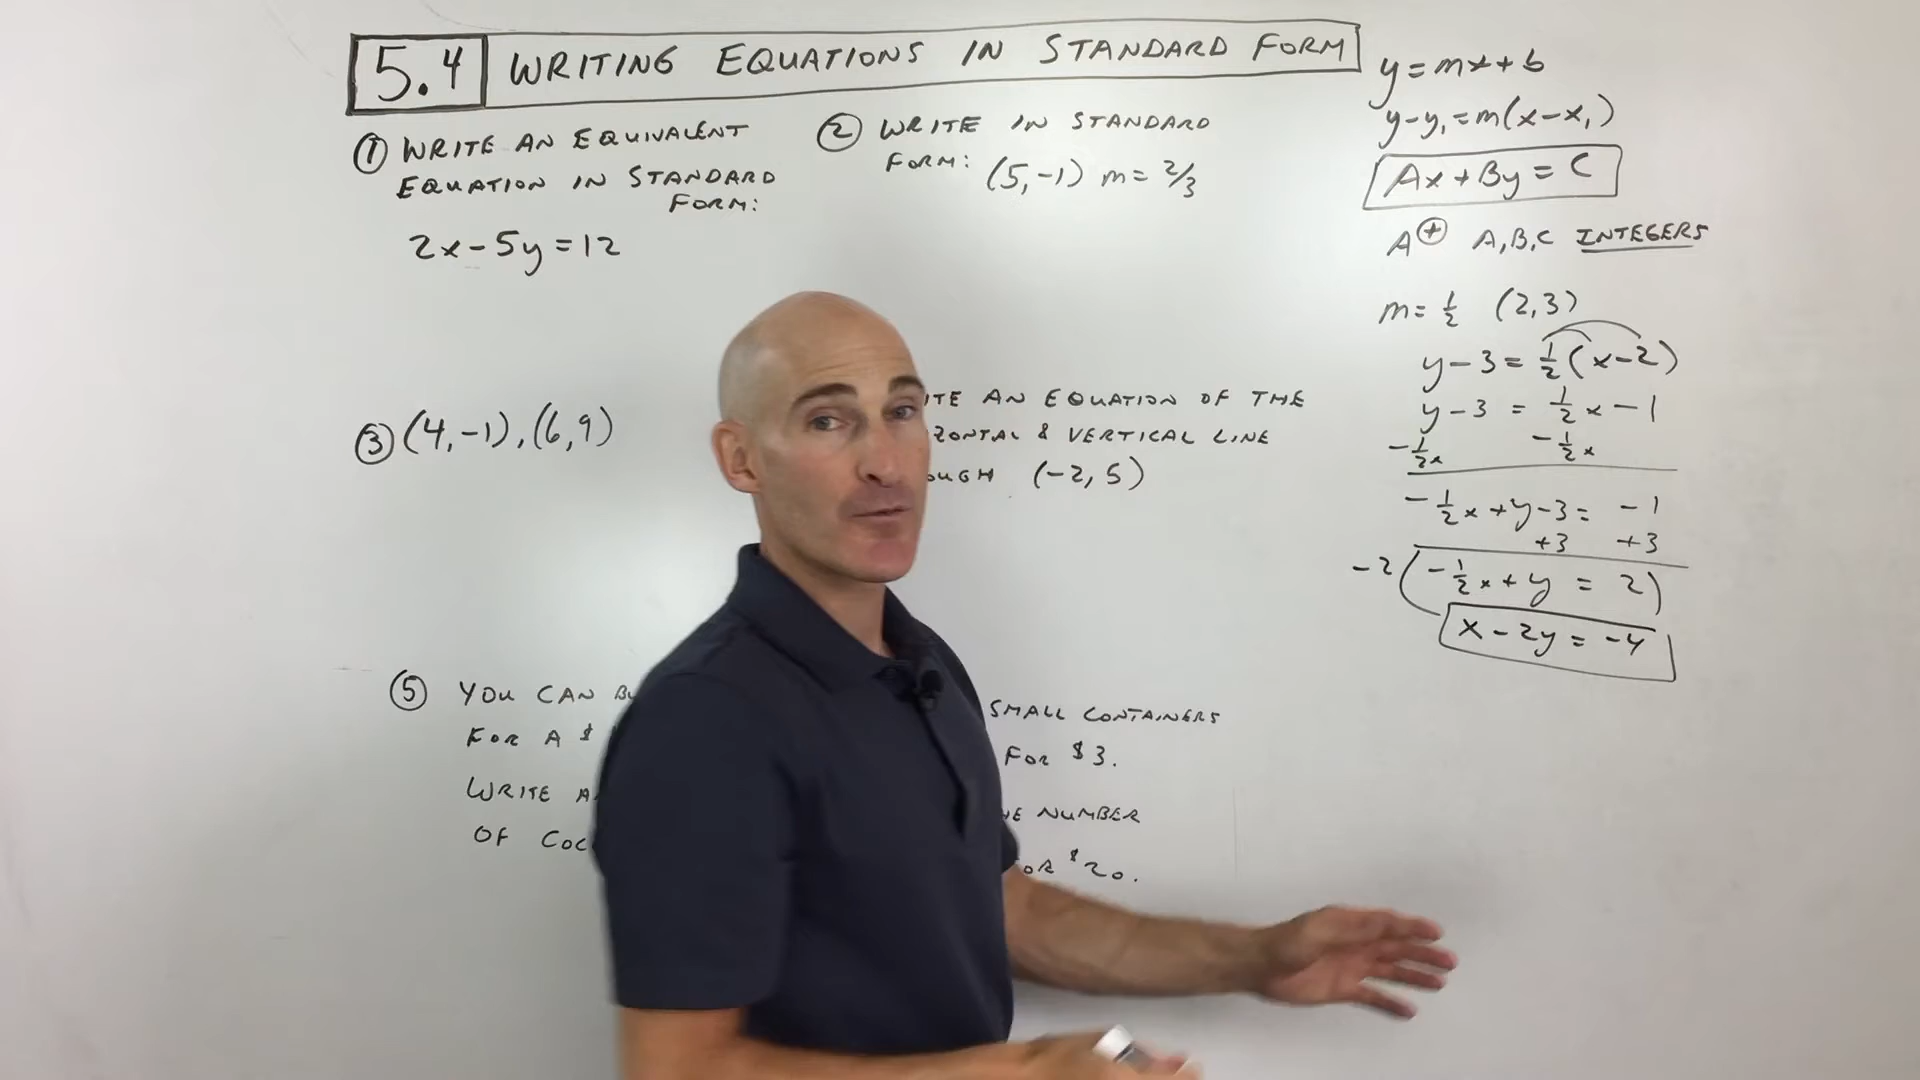 5.4 WRITING EQUATIONS IN STANDARD FORM
① WRITE AN EQUIVALENT
EQUATION IN STANDARD
FORM:
2x-5y=12
② WRITE IN STANDARD
FORM: (5,-1) m=2/3
③ (4,-1),(6,9)
AN EQUATION OF THE
& VERTICAL LINE
(-2,5)
⑤ YOU CAN
FOR A $
WRITE
OF
SMALL CONTAINERS
FOR $3.
NUMBER
$20.
y=mx+b
y-y₁=m(x-x₁)
Ax+By=C
A⊕ A,B,C INTEGERS
m=1/2 (2,3)
y-3=1/2(x-2)
y-3=1/2x-1
-1/2x -1/2x
-1/2x+y-3=-1
+3 +3
-2(-1/2x+y=2)
x-2y=-4